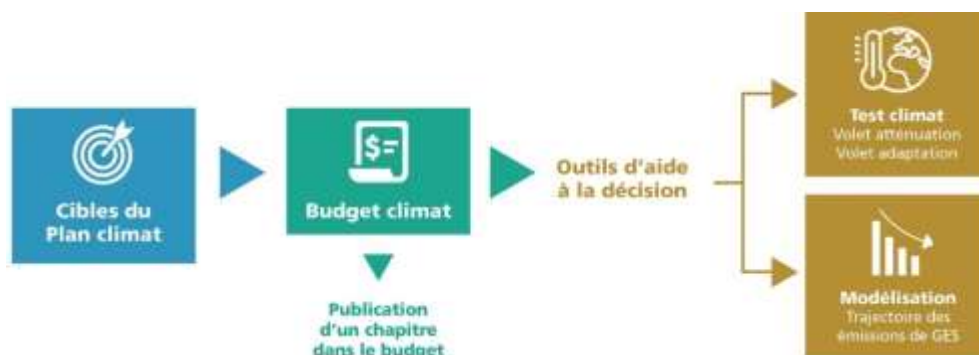 Cibles du
Plan climat
$=
Budget climat
Publication
d'un chapitre
dans le budget
Outils d'aide
à la décision
Test climat
Volet atténuation
Volet adaptation
Modélisation
Trajectoire des
émissions de GES